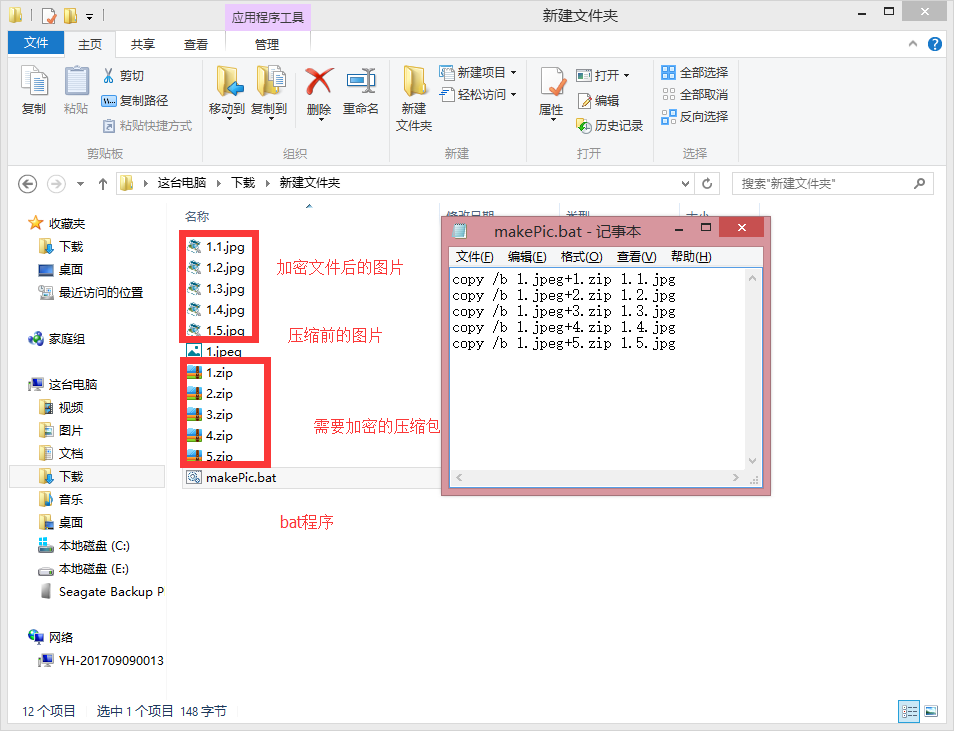 应用程序工具
新建文件夹
文件
主页
共享
查看
管理
复制
粘贴
剪切
复制路径
粘贴快捷方式
剪贴板
移动到
复制到
删除
重命名
组织
新建
文件夹
新建项目
轻松访问
新建
属性
打开
编辑
历史记录
打开
全部选择
全部取消
反向选择
选择
这台电脑
下载
新建文件夹
搜索"新建文件夹"
收藏夹
下载
桌面
最近访问的位置
家庭组
这台电脑
视频
图片
文档
下载
音乐
桌面
本地磁盘 (C:)
本地磁盘 (E:)
Seagate Backup P
网络
YH-201709090013
名称
修改日期
类型
大小
1.1.jpg
1.2.jpg
1.3.jpg
1.4.jpg
1.5.jpg
1.jpeg
1.zip
2.zip
3.zip
4.zip
5.zip
makePic.bat
加密文件后的图片
压缩前的图片
需要加密的压缩包
bat程序
makePic.bat - 记事本
文件(F) 编辑(E) 格式(O) 查看(V) 帮助(H)
copy /b 1.jpeg+1.zip 1.1.jpg
copy /b 1.jpeg+2.zip 1.2.jpg
copy /b 1.jpeg+3.zip 1.3.jpg
copy /b 1.jpeg+4.zip 1.4.jpg
copy /b 1.jpeg+5.zip 1.5.jpg
12 个项目 选中 1 个项目 148 字节